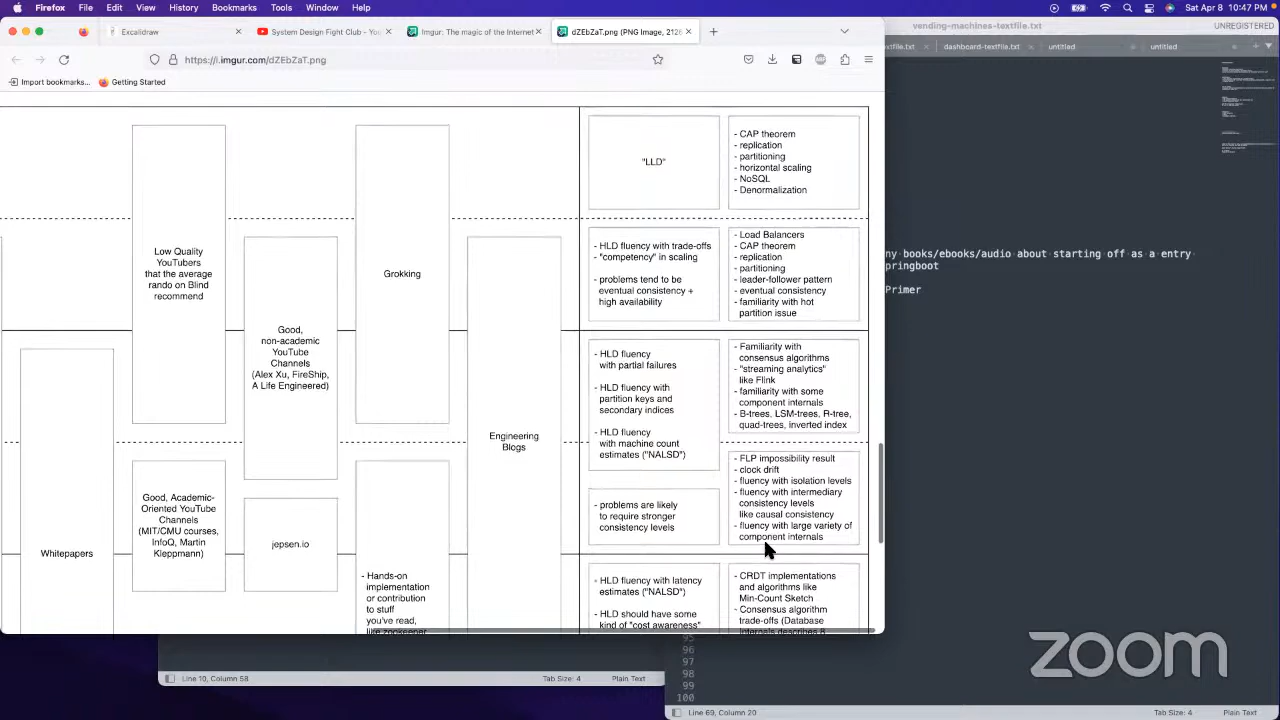 Firefox File Edit View History Bookmarks Tools Window Help
Sat Apr 8 10:47 PM
Excalidraw
System Design Fight Club - Yo
Imgur: The magic of the Internet
dZEbZaT.png (PNG Image, 2126
vending-machines-textfile.txt
UNREGISTERED
extfile.txt
dashboard-textfile.txt
untitled
untitled
https://i.imgur.com/dZEbZaT.png
Import bookmarks...
Getting Started
Low Quality
YouTubers
that the average
rando on Blind
recommend
Good,
non-academic
YouTube
Channels
(Alex Xu, FireShip,
A Life Engineered)
Grokking
Engineering
Blogs
Whitepapers
Good, Academic-
Oriented YouTube
Channels
(MIT/CMU courses,
InfoQ, Martin
Kleppmann)
jepsen.io
- Hands-on
implementation
or contribution
to stuff
you've read,
like zookeeper
"LLD"
- CAP theorem
- replication
- partitioning
- horizontal scaling
- NoSQL
- Denormalization
- HLD fluency with trade-offs
- "competency" in scaling
- problems tend to be
eventual consistency +
high availability
- Load Balancers
- CAP theorem
- replication
- partitioning
- leader-follower pattern
- eventual consistency
- familiarity with hot
partition issue
- HLD fluency
with partial failures
- HLD fluency with
partition keys and
secondary indices
- HLD fluency
with machine count
estimates ("NALSD")
- Familiarity with
consensus algorithms
- "streaming analytics"
like Flink
- familiarity with some
component internals
- B-trees, LSM-trees, R-tree,
quad-trees, inverted index
- problems are likely
to require stronger
consistency levels
- FLP impossibility result
- clock drift
- fluency with isolation levels
- fluency with intermediary
consistency levels
like causal consistency
- fluency with large variety of
component internals
- HLD fluency with latency
estimates ("NALSD")
- HLD should have some
kind of "cost awareness"
- CRDT implementations
and algorithms like
Min-Count Sketch
- Consensus algorithm
trade-offs (Database
Internals describes 8
ny books/ebooks/audio about starting off as a entry
pringboot
Primer
95
96
97
98
99
100
zoom
Line 10, Column 58
Tab Size: 4
Plain Text
Line 69, Column 20
Tab Size: 4
Plain Text